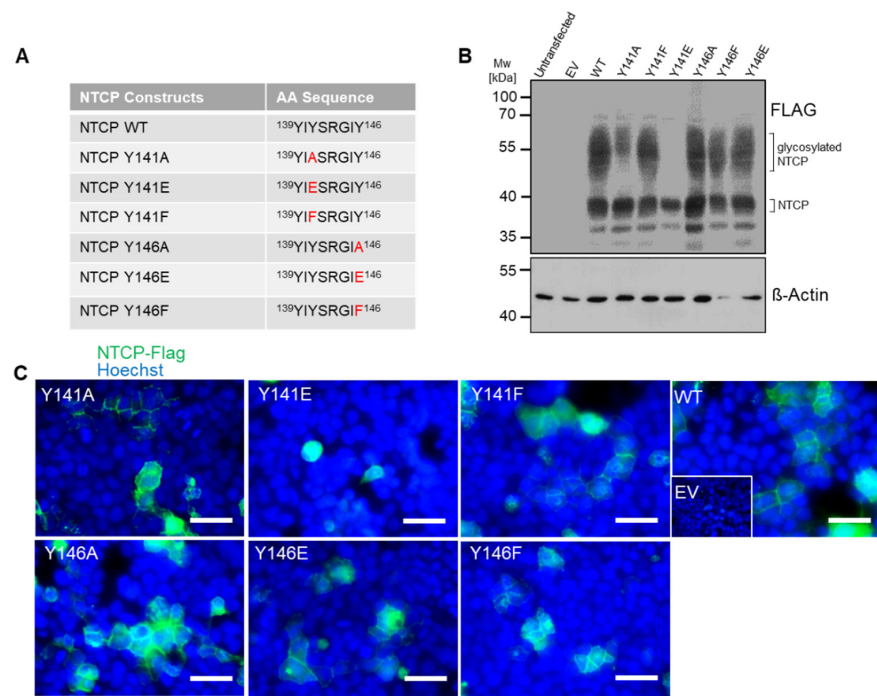 A
NTCP Constructs AA Sequence
NTCP WT ¹³⁹YIYSRGIY¹⁴⁶
NTCP Y141A ¹³⁹YIASRGIY¹⁴⁶
NTCP Y141E ¹³⁹YIESRGIY¹⁴⁶
NTCP Y141F ¹³⁹YIFSRGIY¹⁴⁶
NTCP Y146A ¹³⁹YIYSRGIA¹⁴⁶
NTCP Y146E ¹³⁹YIYSRGIE¹⁴⁶
NTCP Y146F ¹³⁹YIYSRGIF¹⁴⁶
B
Mw
[kDa]
Untransfected
EV
WT
Y141A
Y141F
Y141E
Y146A
Y146F
Y146E
100
70
55
40
35
FLAG
glycosylated
NTCP
NTCP
55
40
ß-Actin
C
NTCP-Flag
Hoechst
Y141A
Y141E
Y141F
WT
EV
Y146A
Y146E
Y146F